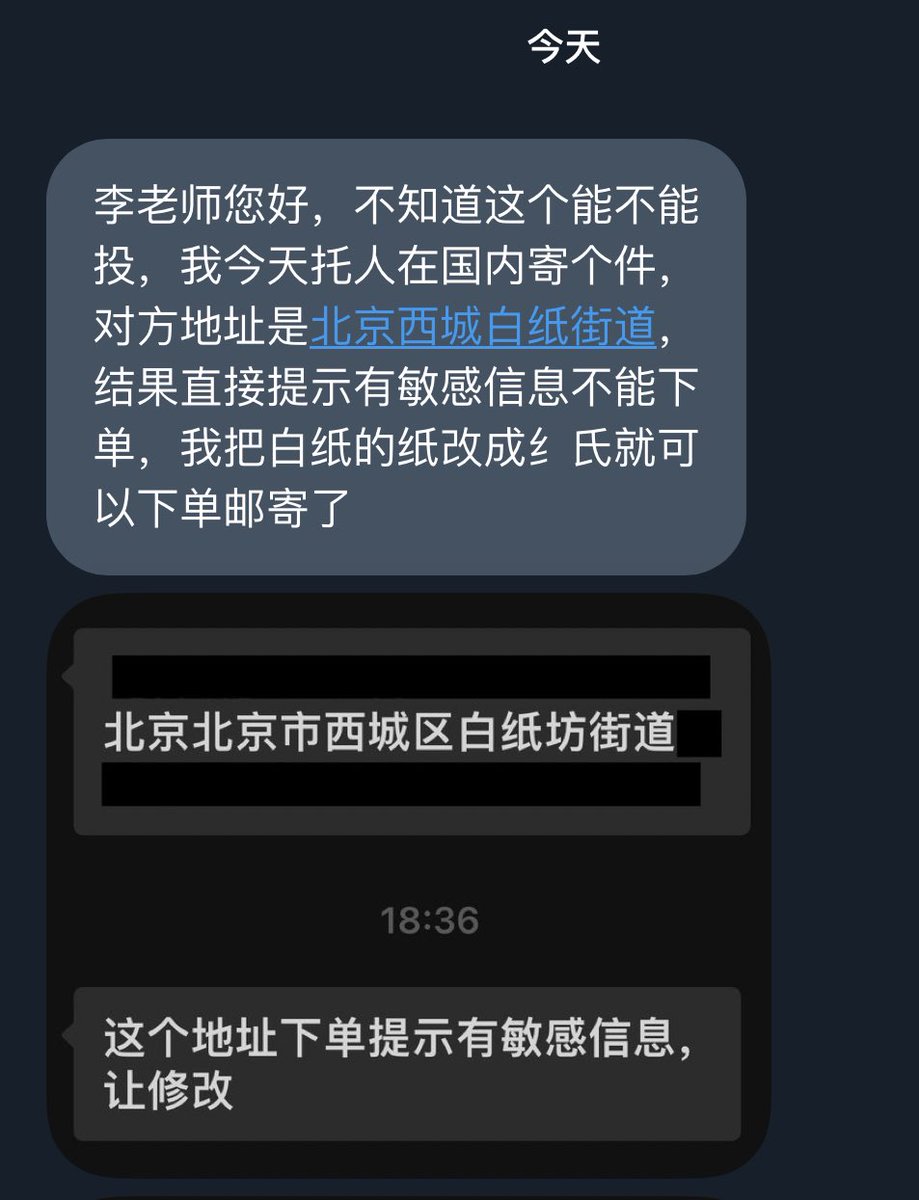 今天
李老师您好，不知道这个能不能
投，我今天托人在国内寄个件，
对方地址是北京西城白纸街道，
结果直接提示有敏感信息不能下
单，我把白纸的纸改成纟 氏就可
以下单邮寄了
北京北京市西城区白纸坊街道
18:36
这个地址下单提示有敏感信息，
让修改